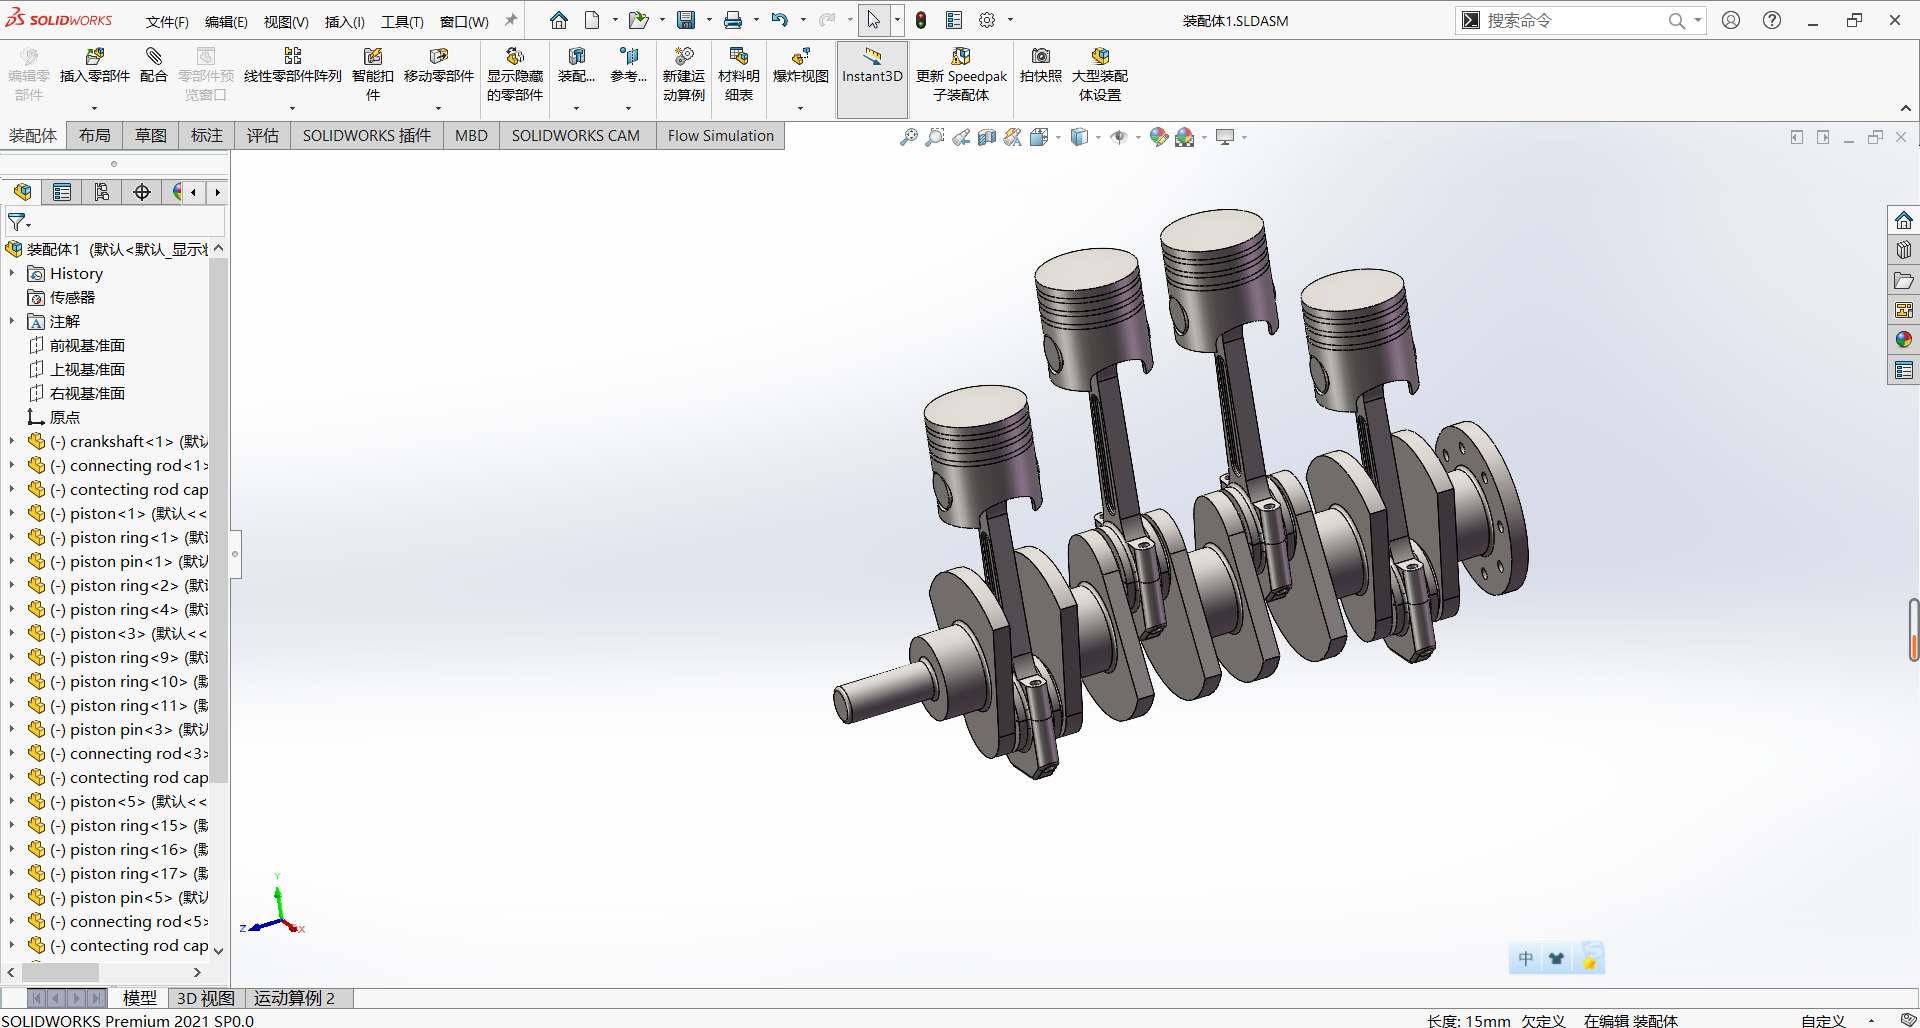 SOLIDWORKS 文件(F) 编辑(E) 视图(V) 插入(I) 工具(T) 窗口(W) 装配体1.SLDASM 搜索命令
编辑零部件 插入零部件 配合 零部件预览窗口 线性零部件阵列 智能扣件 移动零部件 显示隐藏的零部件 装配... 参考... 新建运动算例 材料明细表 爆炸视图 Instant3D 更新 Speedpak 子装配体 拍快照 大型装配体设置
装配体 布局 草图 标注 评估 SOLIDWORKS 插件 MBD SOLIDWORKS CAM Flow Simulation
装配体1 (默认<默认_显示状
History
传感器
注解
前视基准面
上视基准面
右视基准面
原点
(-) crankshaft<1> (默认
(-) connecting rod<1>
(-) contecting rod cap
(-) piston<1> (默认<<
(-) piston ring<1> (默认
(-) piston pin<1> (默认
(-) piston ring<2> (默认
(-) piston ring<4> (默认
(-) piston<3> (默认<<
(-) piston ring<9> (默认
(-) piston ring<10> (默
(-) piston ring<11> (默
(-) piston pin<3> (默认
(-) connecting rod<3>
(-) contecting rod cap
(-) piston<5> (默认<<
(-) piston ring<15> (默
(-) piston ring<16> (默
(-) piston ring<17> (默
(-) piston pin<5> (默认
(-) connecting rod<5>
(-) contecting rod cap
Y
Z X
中
模型 3D 视图 运动算例 2
SOLIDWORKS Premium 2021 SP0.0 长度: 15mm 欠定义 在编辑 装配体 自定义